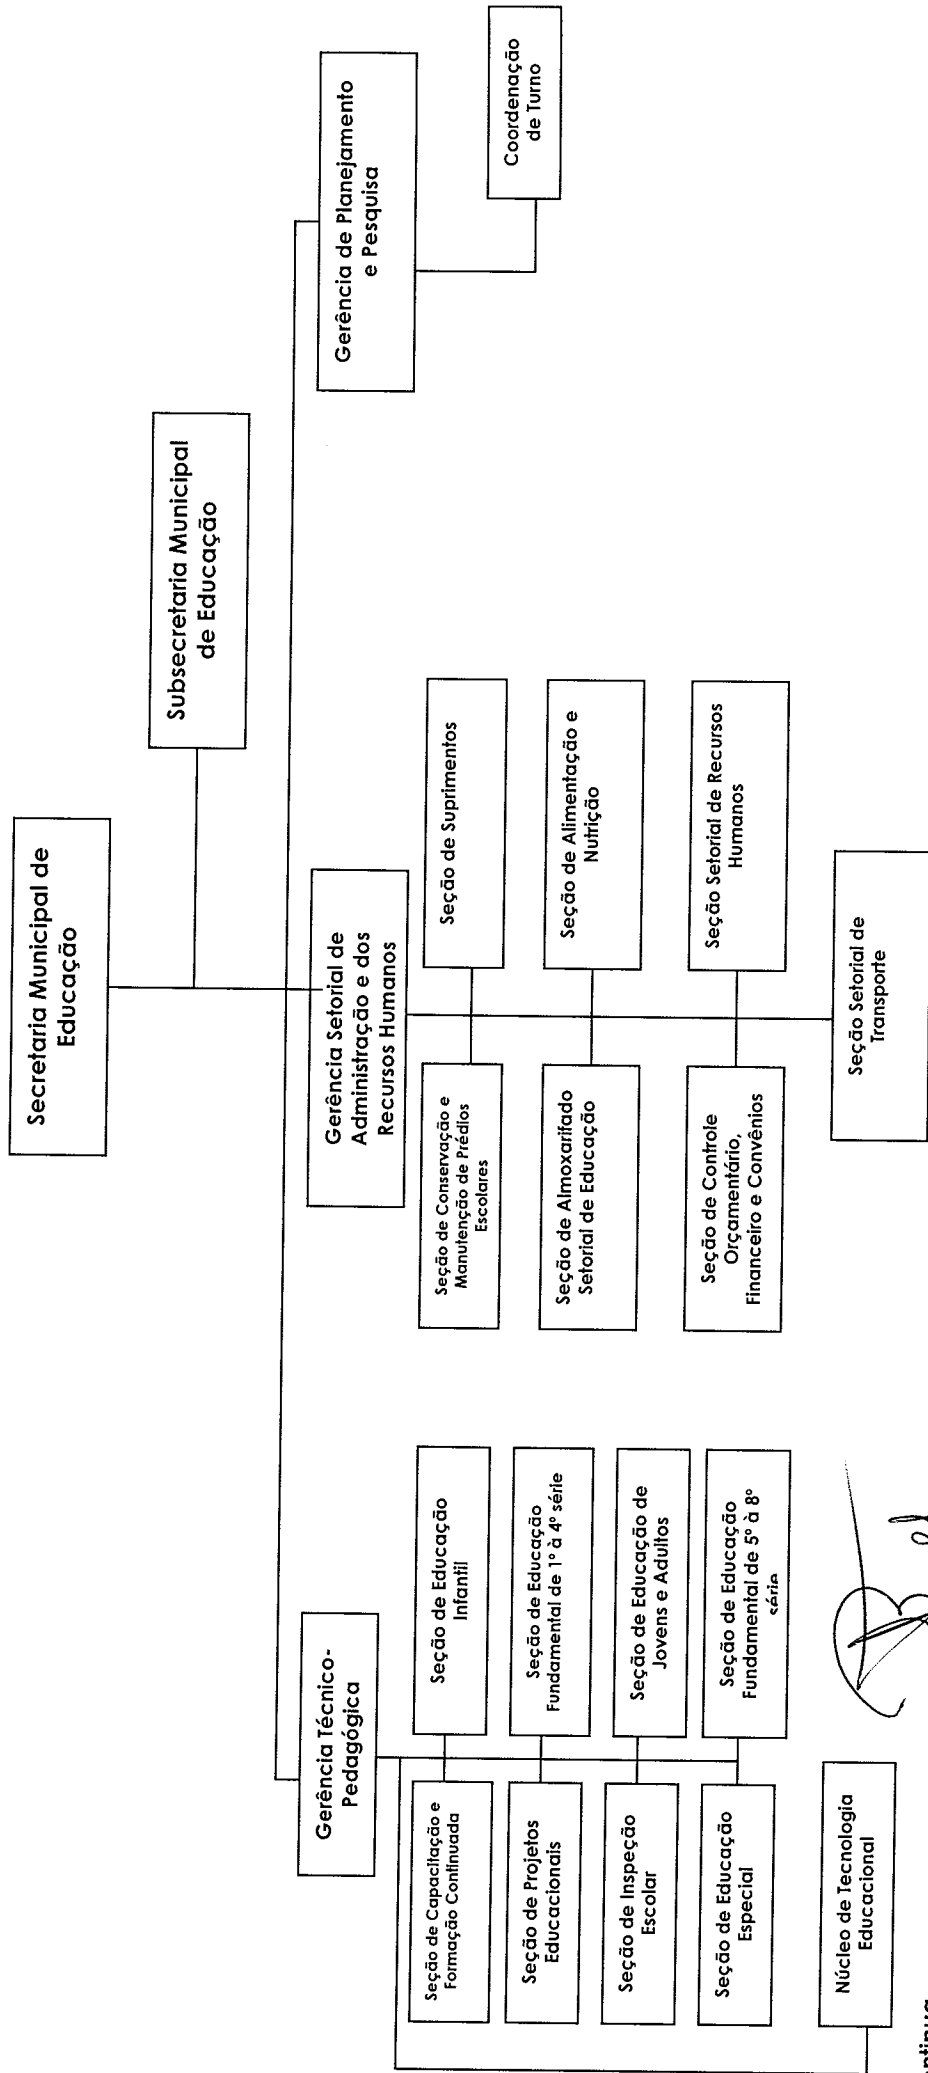 Secretaria Municipal de
Educação
Subsecretaria Municipal
de Educação
Gerência Técnico-
Pedagógica
Gerência Setorial de
Administração e dos
Recursos Humanos
Gerência de Planejamento
e Pesquisa
Seção de Capacitação e
Formação Continuada
Seção de Educação
Infantil
Seção de Projetos
Educacionais
Seção de Educação
Fundamental de 1º à 4º série
Seção de Inspeção
Escolar
Seção de Educação de
Jovens e Adultos
Seção de Educação
Especial
Seção de Educação
Fundamental de 5º à 8º
série
Núcleo de Tecnologia
Educacional
Seção de Conservação e
Manutenção de Prédios
Escolares
Seção de Suprimentos
Seção de Almoxarifado
Setorial de Educação
Seção de Alimentação e
Nutrição
Seção de Controle
Orçamentário,
Financeiro e Convênios
Seção Setorial de Recursos
Humanos
Seção Setorial de
Transporte
Coordenação
de Turno